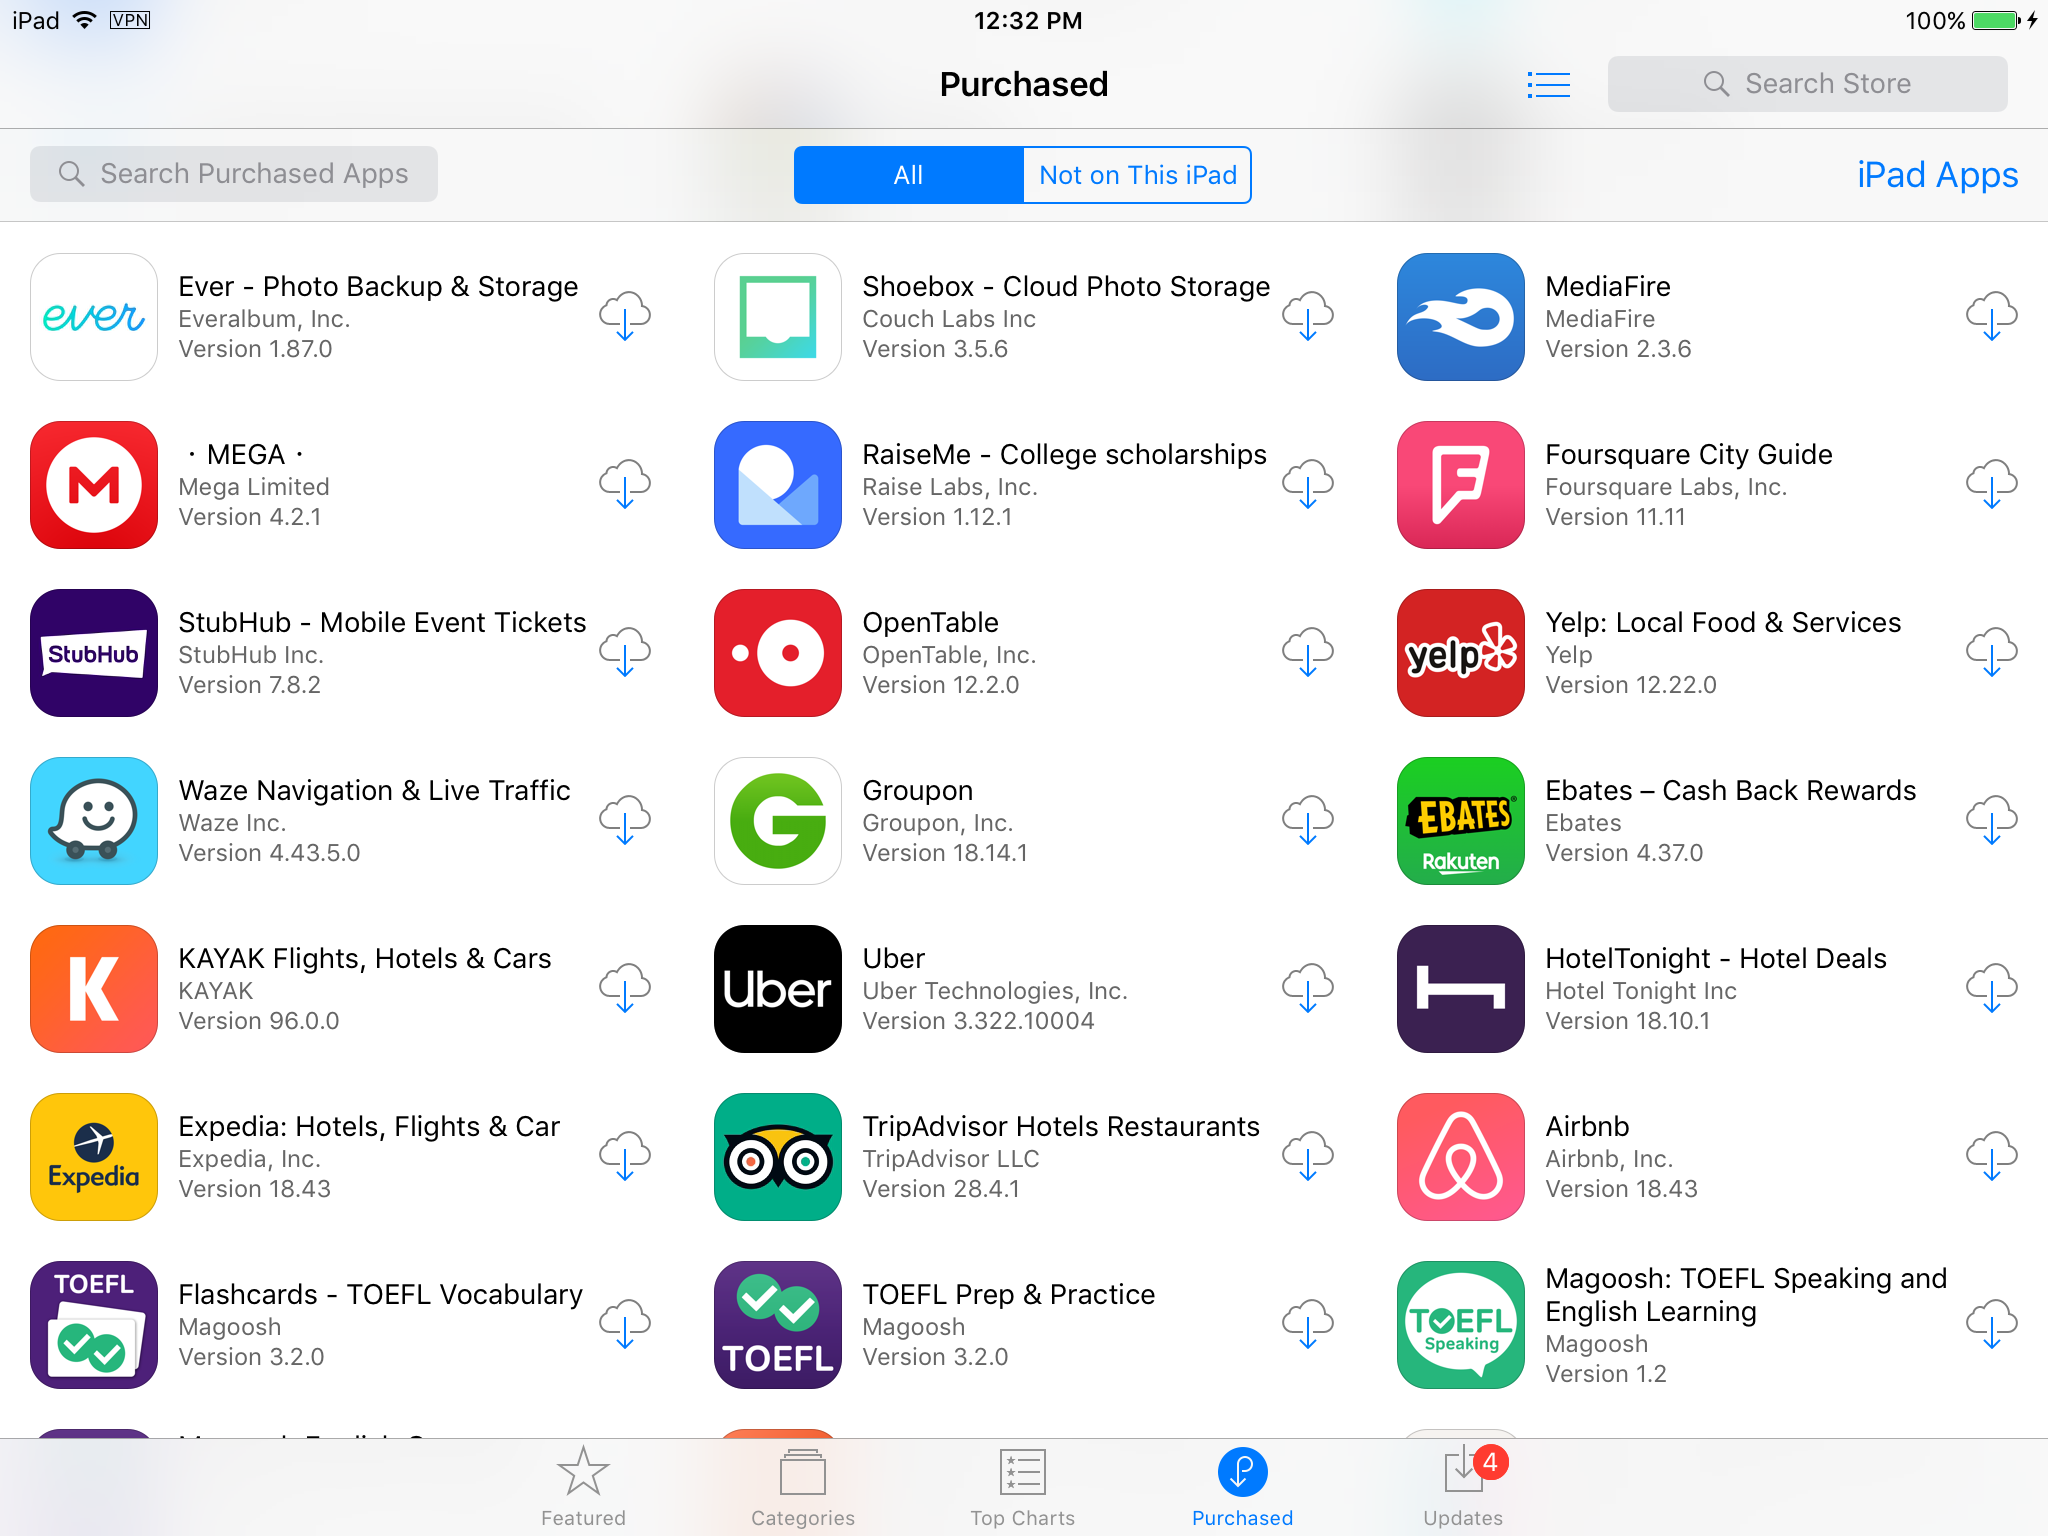 iPad VPN 12:32 PM 100%
Purchased
Search Store
Search Purchased Apps
All
Not on This iPad
iPad Apps
ever
Ever - Photo Backup & Storage
Everalbum, Inc.
Version 1.87.0
Shoebox - Cloud Photo Storage
Couch Labs Inc
Version 3.5.6
MediaFire
MediaFire
Version 2.3.6
M
· MEGA ·
Mega Limited
Version 4.2.1
RaiseMe - College scholarships
Raise Labs, Inc.
Version 1.12.1
Foursquare City Guide
Foursquare Labs, Inc.
Version 11.11
StubHub
StubHub - Mobile Event Tickets
StubHub Inc.
Version 7.8.2
OpenTable
OpenTable, Inc.
Version 12.2.0
yelp
Yelp: Local Food & Services
Yelp
Version 12.22.0
Waze Navigation & Live Traffic
Waze Inc.
Version 4.43.5.0
G
Groupon
Groupon, Inc.
Version 18.14.1
EBATES
Rakuten
Ebates – Cash Back Rewards
Ebates
Version 4.37.0
K
KAYAK Flights, Hotels & Cars
KAYAK
Version 96.0.0
Uber
Uber
Uber Technologies, Inc.
Version 3.322.10004
HotelTonight - Hotel Deals
Hotel Tonight Inc
Version 18.10.1
Expedia
Expedia: Hotels, Flights & Car
Expedia, Inc.
Version 18.43
TripAdvisor Hotels Restaurants
TripAdvisor LLC
Version 28.4.1
Airbnb
Airbnb, Inc.
Version 18.43
TOEFL
Flashcards - TOEFL Vocabulary
Magoosh
Version 3.2.0
TOEFL
TOEFL Prep & Practice
Magoosh
Version 3.2.0
TOEFL
Speaking
Magoosh: TOEFL Speaking and
English Learning
Magoosh
Version 1.2
Featured
Categories
Top Charts
Purchased
4
Updates